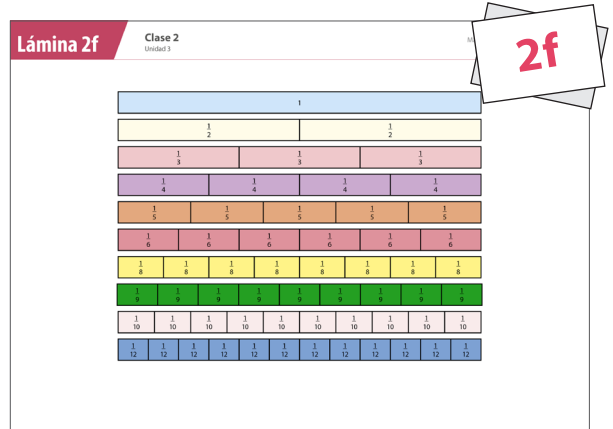 Lámina 2f
Clase 2
Unidad 3
2f
1
1/2 1/2
1/3 1/3 1/3
1/4 1/4 1/4 1/4
1/5 1/5 1/5 1/5 1/5
1/6 1/6 1/6 1/6 1/6 1/6
1/8 1/8 1/8 1/8 1/8 1/8 1/8 1/8
1/9 1/9 1/9 1/9 1/9 1/9 1/9 1/9 1/9
1/10 1/10 1/10 1/10 1/10 1/10 1/10 1/10 1/10 1/10
1/12 1/12 1/12 1/12 1/12 1/12 1/12 1/12 1/12 1/12 1/12 1/12